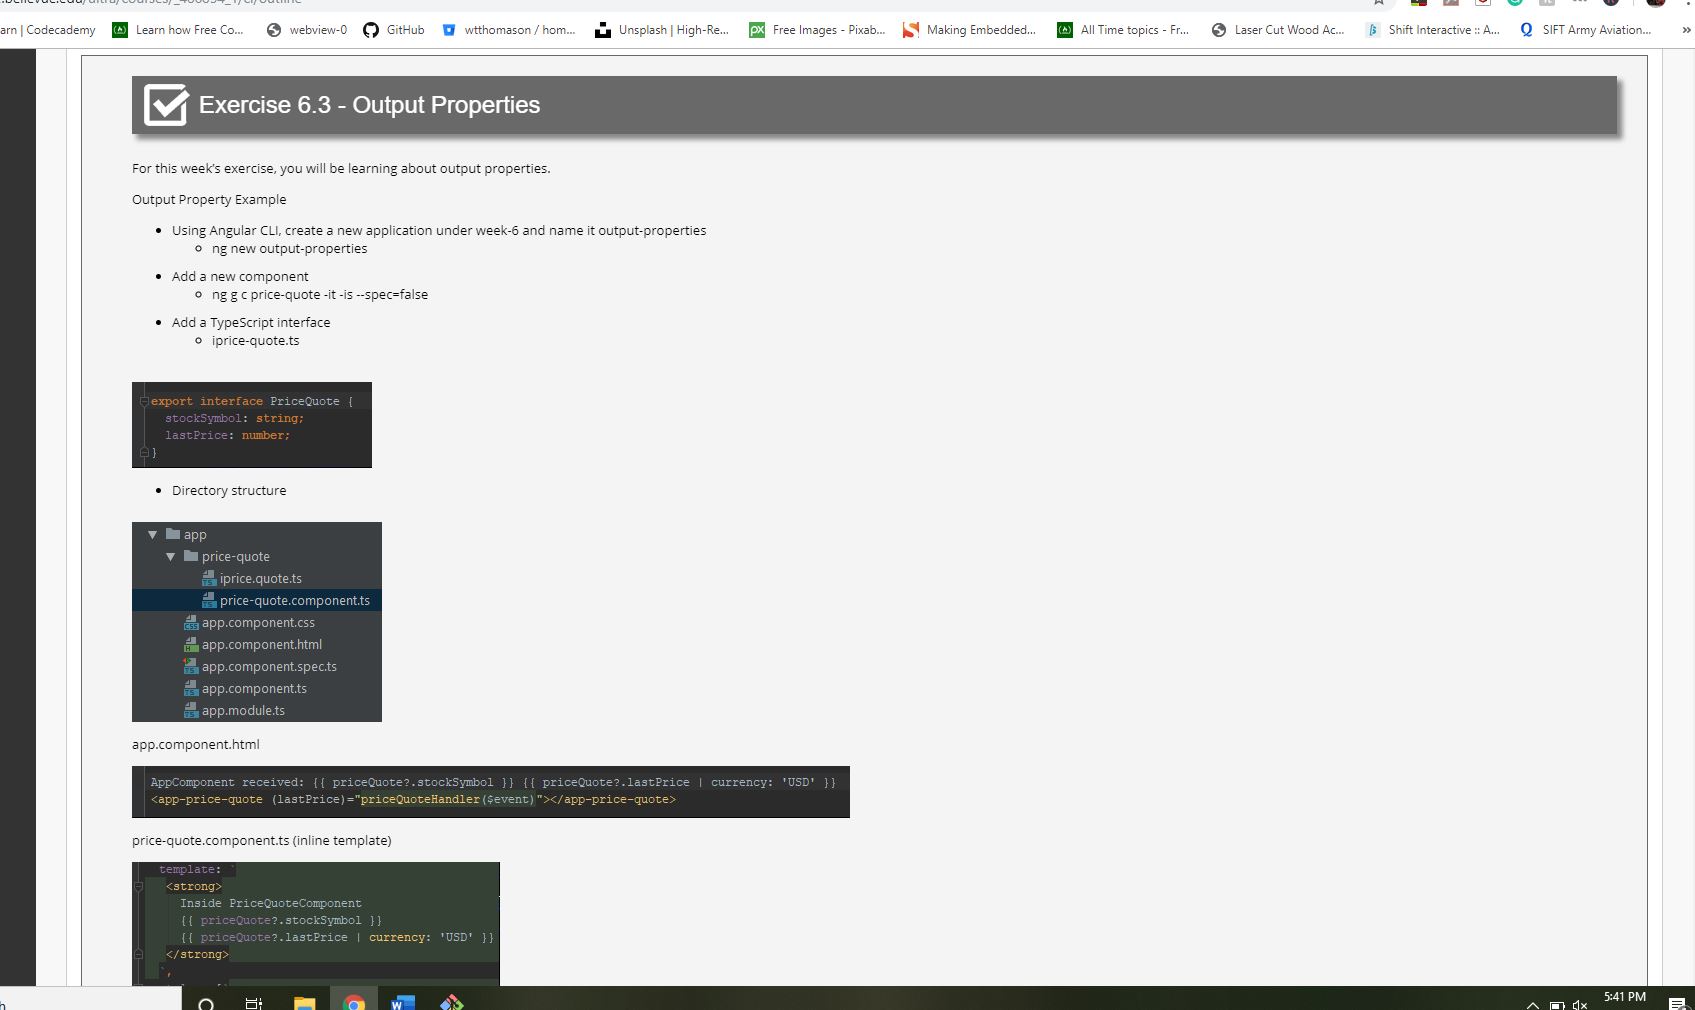 arn | Codecademy
Learn how Free Co...
webview-0
GitHub
wtthomason / hom...
Unsplash | High-Re...
Free Images - Pixab...
Making Embedded...
All Time topics - Fr...
Laser Cut Wood Ac...
Shift Interactive :: A...
SIFT Army Aviation...
»
Exercise 6.3 - Output Properties
For this week's exercise, you will be learning about output properties.
Output Property Example
• Using Angular CLI, create a new application under week-6 and name it output-properties
◦ ng new output-properties
• Add a new component
◦ ng g c price-quote -it -is --spec=false
• Add a TypeScript interface
◦ iprice-quote.ts
export interface PriceQuote {
stockSymbol: string;
lastPrice: number;
}
• Directory structure
app
price-quote
iprice.quote.ts
price-quote.component.ts
app.component.css
app.component.html
app.component.spec.ts
app.component.ts
app.module.ts
app.component.html
AppComponent received: {{ priceQuote?.stockSymbol }} {{ priceQuote?.lastPrice | currency: 'USD' }}
<app-price-quote (lastPrice)="priceQuoteHandler($event)"></app-price-quote>
price-quote.component.ts (inline template)
template: `
<strong>
Inside PriceQuoteComponent
{{ priceQuote?.stockSymbol }}
{{ priceQuote?.lastPrice | currency: 'USD' }}
</strong>
`,
5:41 PM